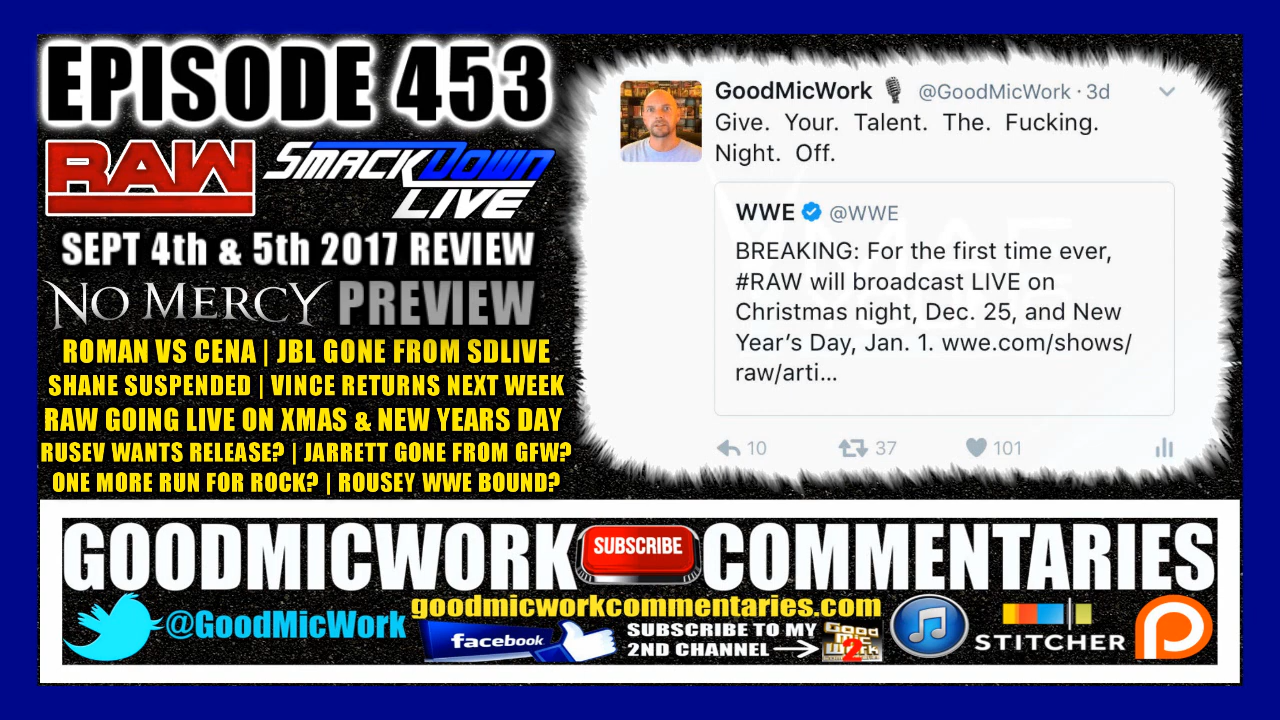 EPISODE 453
RAW SMACKDOWN LIVE
SEPT 4th & 5th 2017 REVIEW
NO MERCY PREVIEW
ROMAN VS CENA | JBL GONE FROM SDLIVE
SHANE SUSPENDED | VINCE RETURNS NEXT WEEK
RAW GOING LIVE ON XMAS & NEW YEARS DAY
RUSEV WANTS RELEASE? | JARRETT GONE FROM GFW?
ONE MORE RUN FOR ROCK? | ROUSEY WWE BOUND?
GoodMicWork @GoodMicWork · 3d
Give. Your. Talent. The. Fucking.
Night. Off.
WWE @WWE
BREAKING: For the first time ever,
#RAW will broadcast LIVE on
Christmas night, Dec. 25, and New
Year's Day, Jan. 1. wwe.com/shows/
raw/arti...
10 37 101
GOODMICWORK SUBSCRIBE COMMENTARIES
@GoodMicWork
goodmicworkcommentaries.com
facebook
SUBSCRIBE TO MY
2ND CHANNEL
Good Mic Work 2
STITCHER